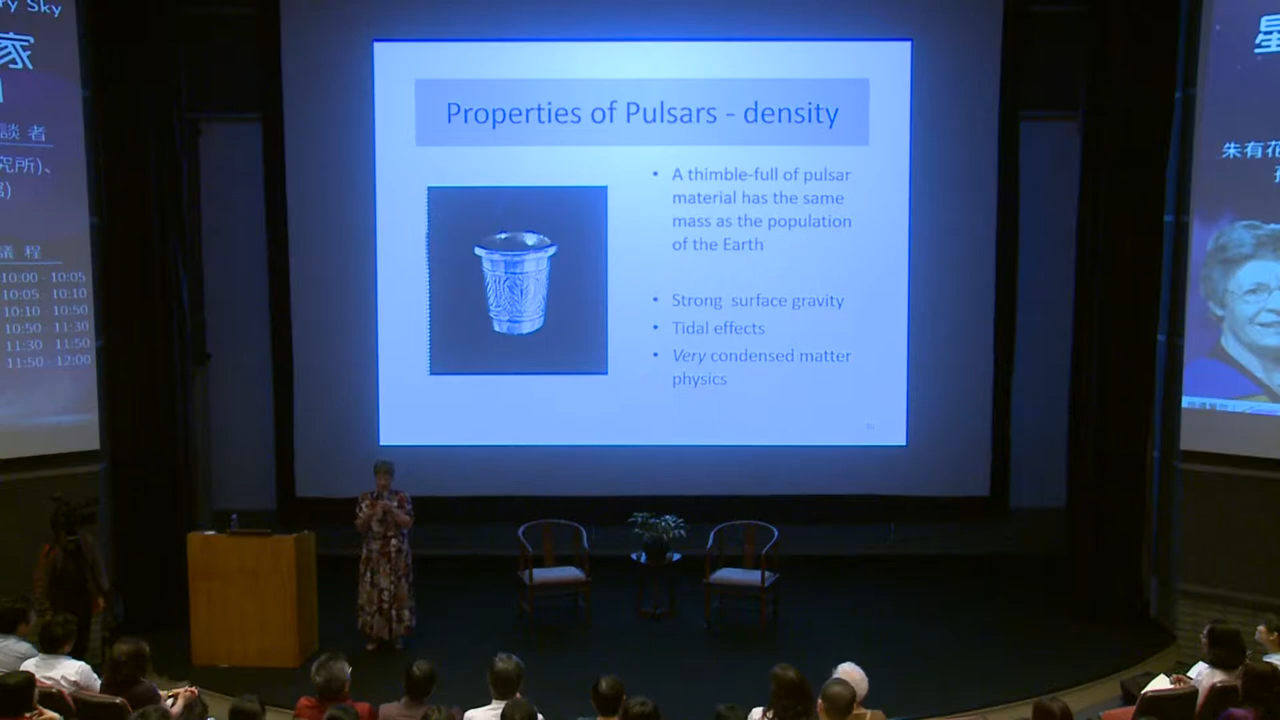 ry Sky
家
談 者
究所)、
議 程
10:00 - 10:05
10:05 - 10:10
10:10 - 10:50
10:50 - 11:30
11:30 - 11:50
11:50 - 12:00
Properties of Pulsars - density
• A thimble-full of pulsar
material has the same
mass as the population
of the Earth
• Strong surface gravity
• Tidal effects
• Very condensed matter
physics
星
朱有花